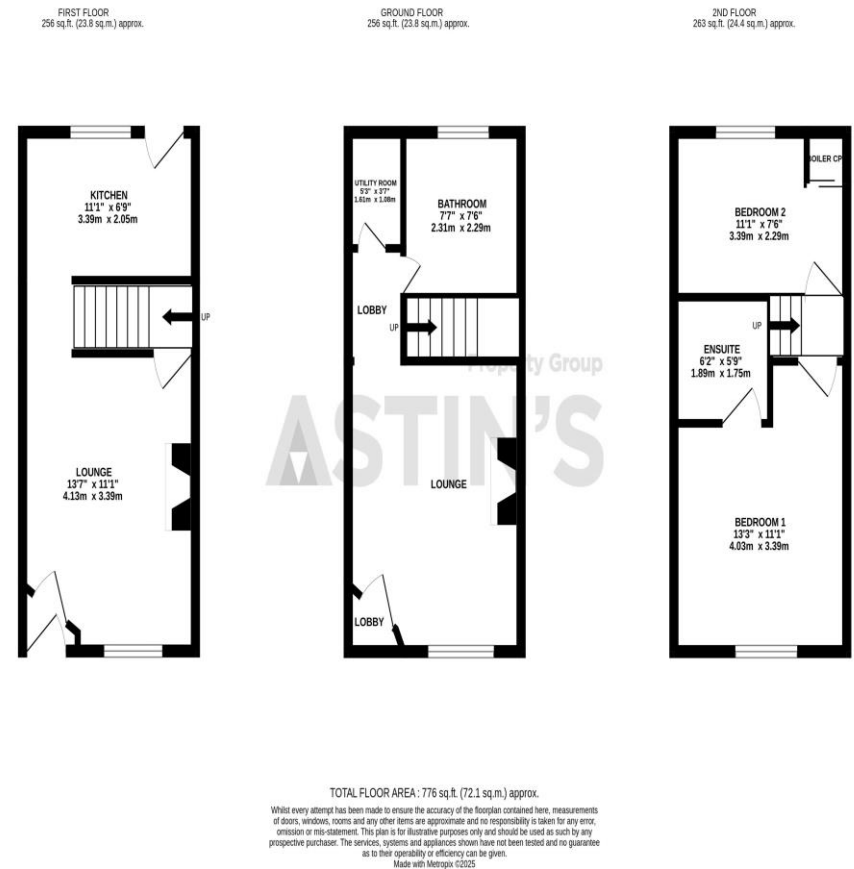 FIRST FLOOR
256 sq.ft. (23.8 sq.m.) approx.
KITCHEN
11'1" x 6'9"
3.39m x 2.05m
UP
LOUNGE
13'7" x 11'1"
4.13m x 3.39m
GROUND FLOOR
256 sq.ft. (23.8 sq.m.) approx.
UTILITY ROOM
5'3" x 3'7"
1.61m x 1.08m
BATHROOM
7'7" x 7'6"
2.31m x 2.29m
LOBBY
UP
LOUNGE
LOBBY
2ND FLOOR
263 sq.ft. (24.4 sq.m.) approx.
BOILER CP
BEDROOM 2
11'1" x 7'6"
3.39m x 2.29m
UP
ENSUITE
6'2" x 5'9"
1.89m x 1.75m
BEDROOM 1
13'3" x 11'1"
4.03m x 3.39m
Property Group
ASTIN'S
TOTAL FLOOR AREA : 776 sq.ft. (72.1 sq.m.) approx.
Whilst every attempt has been made to ensure the accuracy of the floorplan contained here, measurements
of doors, windows, rooms and any other items are approximate and no responsibility is taken for any error,
omission or mis-statement. This plan is for illustrative purposes only and should be used as such by any
prospective purchaser. The services, systems and appliances shown have not been tested and no guarantee
as to their operability or efficiency can be given.
Made with Metropix ©2025